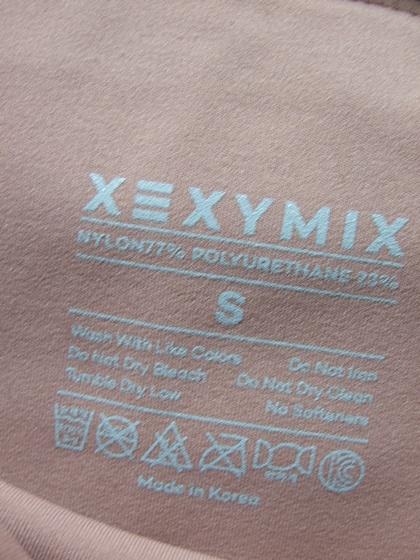 XEXYMIX
NYLON77% POLYURETHANE 23%
S
Wash With Like Colors
Do Not Iron
Do Not Dry Bleach
Do Not Dry Clean
Tumble Dry Low
No Softeners
Made in Korea